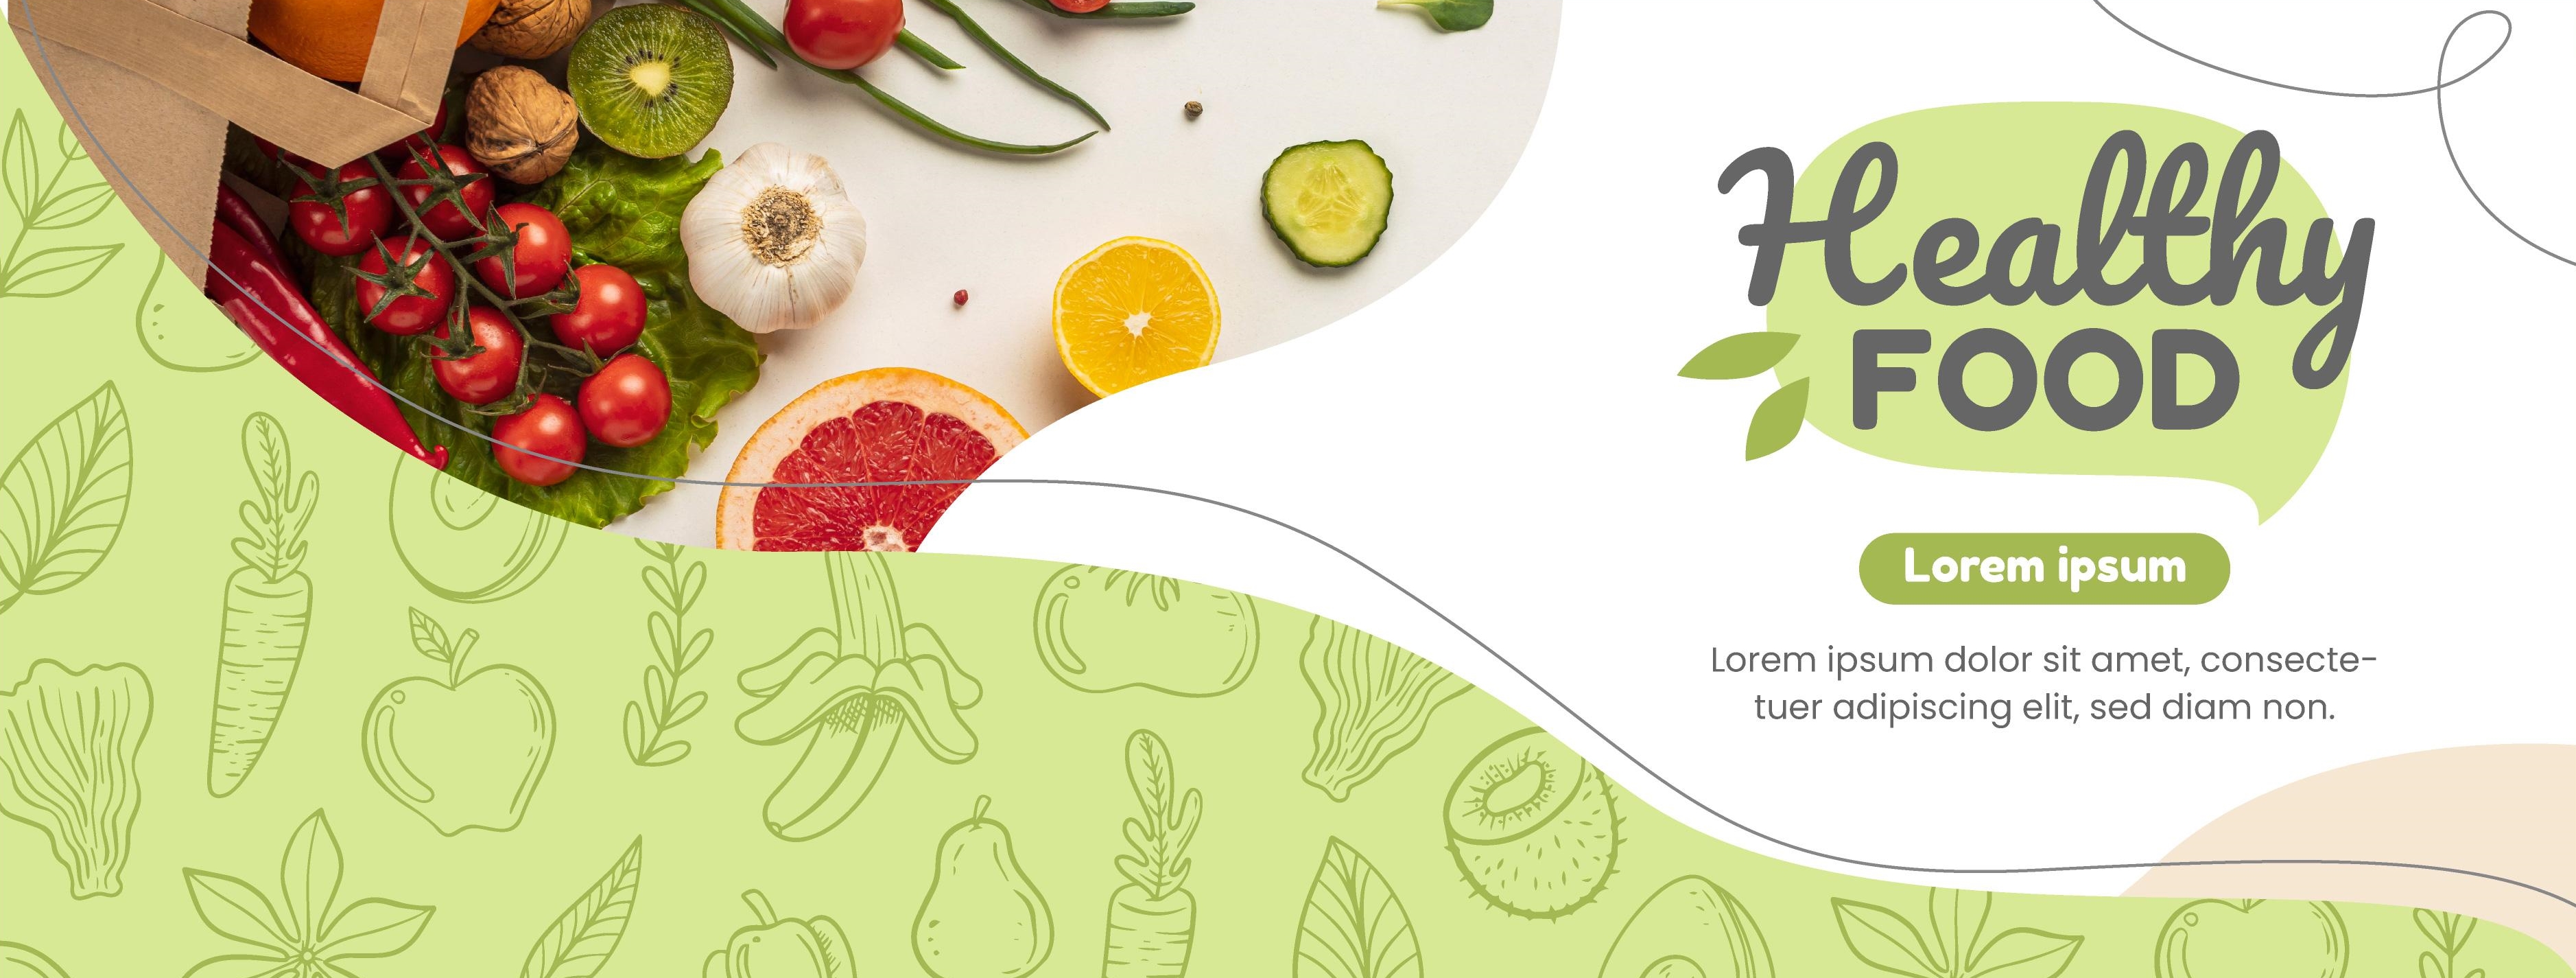 Healthy
FOOD
Lorem ipsum
Lorem ipsum dolor sit amet, consecte-
tuer adipiscing elit, sed diam non.